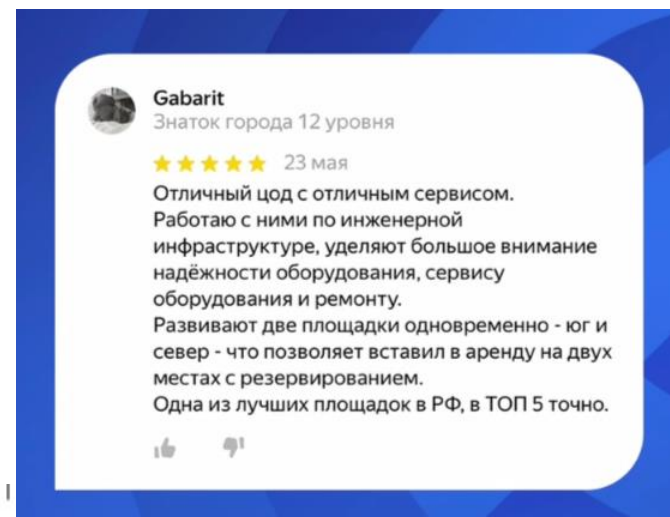 Gabarit
Знаток города 12 уровня
23 мая
Отличный цод с отличным сервисом.
Работаю с ними по инженерной
инфраструктуре, уделяют большое внимание
надёжности оборудования, сервису
оборудования и ремонту.
Развивают две площадки одновременно - юг и
север - что позволяет вставил в аренду на двух
местах с резервированием.
Одна из лучших площадок в РФ, в ТОП 5 точно.